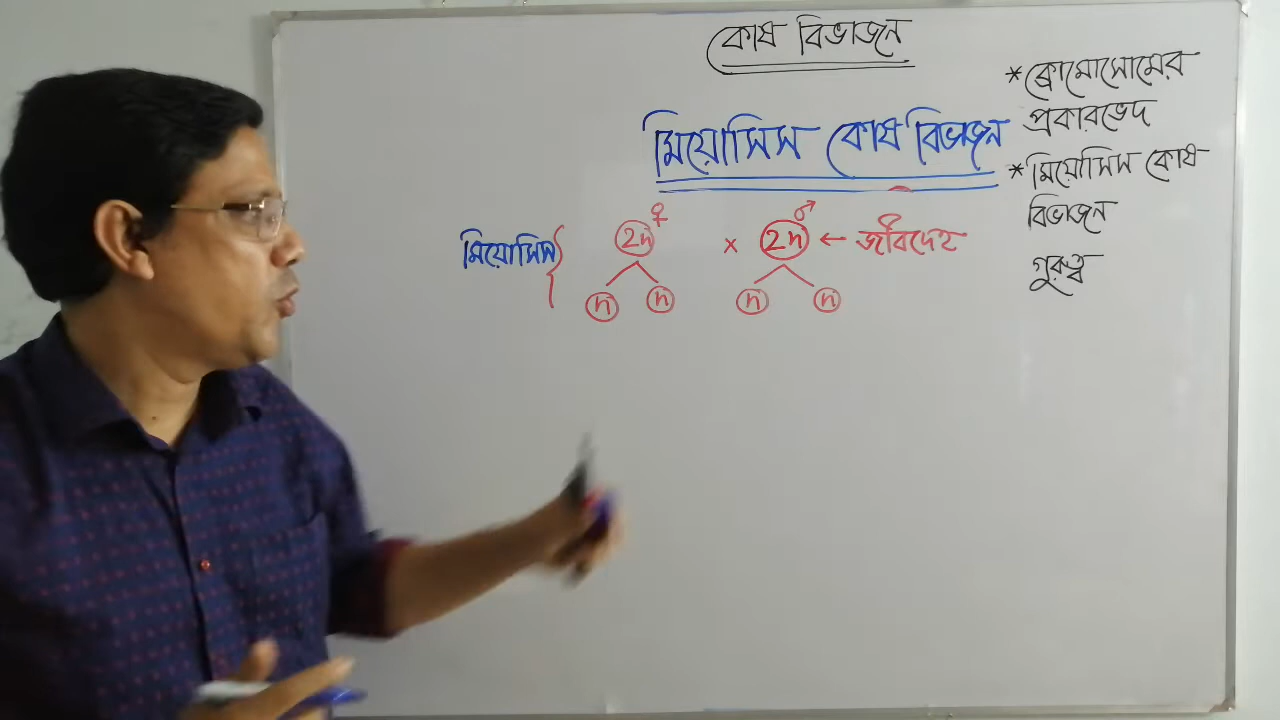 কোষ বিভাজন
মিয়োসিস কোষ বিভাজন
মিয়োসিস
2n ♀ × 2n ♂ ← জীবদেহ
n n n n
* ক্রোমোসোমের
প্রকারভেদ
* মিয়োসিস কোষ
বিভাজন
গুরুত্ব